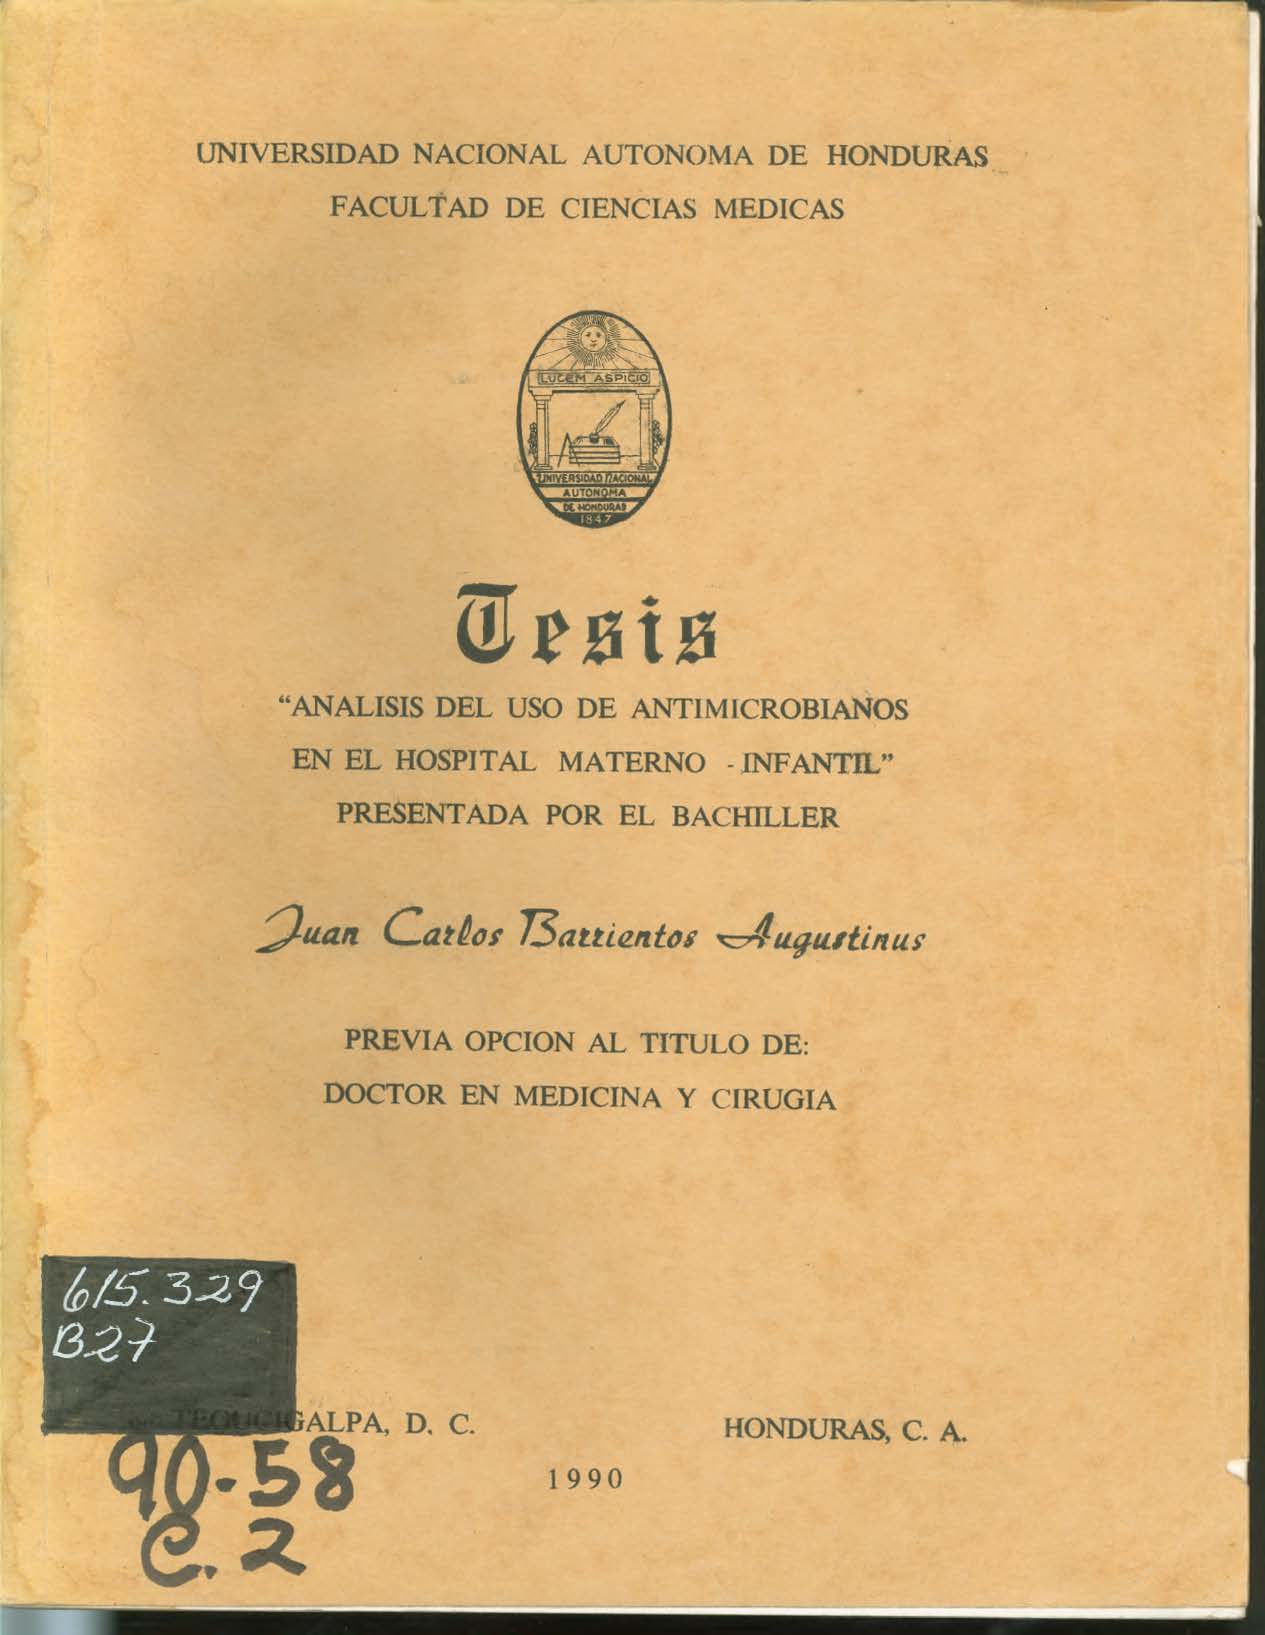 UNIVERSIDAD NACIONAL AUTONOMA DE HONDURAS
FACULTAD DE CIENCIAS MEDICAS
LUCEM ASPICIO
UNIVERSIDAD NACIONAL
AUTONOMA
DE HONDURAS
1847
Tesis
“ANALISIS DEL USO DE ANTIMICROBIANOS
EN EL HOSPITAL MATERNO - INFANTIL”
PRESENTADA POR EL BACHILLER
Juan Carlos Barrientos Augustinus
PREVIA OPCION AL TITULO DE:
DOCTOR EN MEDICINA Y CIRUGIA
615.329
B27
TEGUCIGALPA, D. C. HONDURAS, C. A.
90-58
C. 2
1990